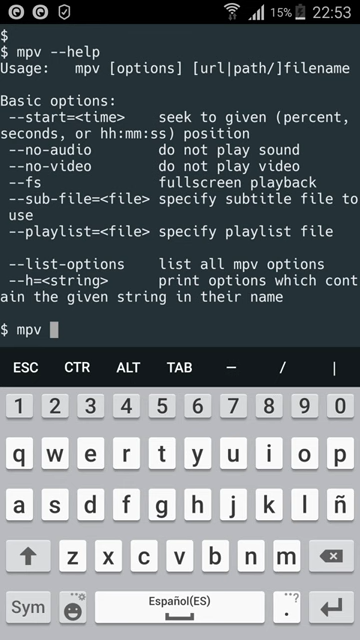 15% 22:53
$
$ mpv --help
Usage:   mpv [options] [url|path/]filename
Basic options:
 --start=<time>    seek to given (percent,
seconds, or hh:mm:ss) position
 --no-audio        do not play sound
 --no-video        do not play video
 --fs              fullscreen playback
 --sub-file=<file> specify subtitle file to
 use
 --playlist=<file> specify playlist file
 --list-options    list all mpv options
 --h=<string>      print options which cont
ain the given string in their name
$ mpv
ESC CTR ALT TAB — / |
1 2 3 4 5 6 7 8 9 0
q w e r t y u i o p
a s d f g h j k l ñ
z x c v b n m
Sym Español(ES) . ?